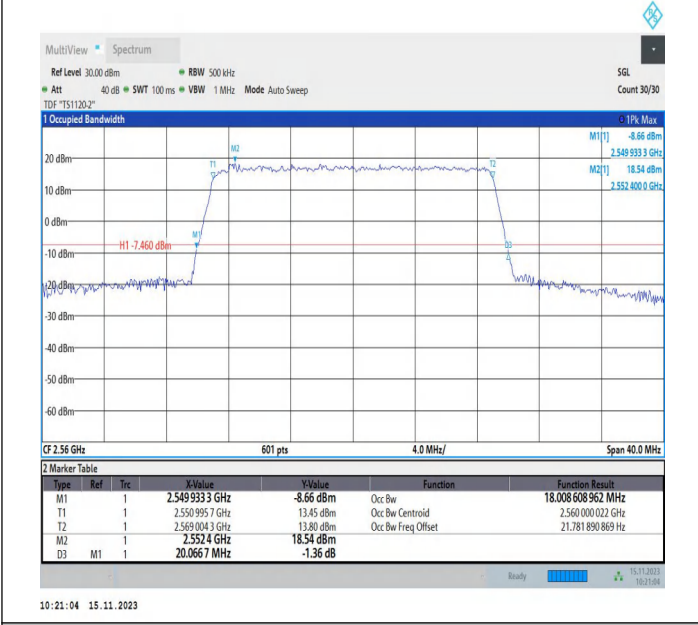 MultiView Spectrum
Ref Level 30.00 dBm RBW 500 kHz SGL
Att 40 dB SWT 100 ms VBW 1 MHz Mode Auto Sweep Count 30/30
TDF "TS1120-2"
1 Occupied Bandwidth 1Pk Max
M1[1] -8.66 dBm
2.549 933 3 GHz
M2[1] 18.54 dBm
2.552 400 0 GHz
M2
T1 T2
20 dBm
10 dBm
0 dBm
M1
H1 -7.460 dBm
D3
-10 dBm
-20 dBm
-30 dBm
-40 dBm
-50 dBm
-60 dBm
CF 2.56 GHz 601 pts 4.0 MHz/ Span 40.0 MHz
2 Marker Table
Type Ref Trc X-Value Y-Value Function Function Result
M1 1 2.549 933 3 GHz -8.66 dBm Occ Bw 18.008 608 962 MHz
T1 1 2.550 995 7 GHz 13.45 dBm Occ Bw Centroid 2.560 000 022 GHz
T2 1 2.569 004 3 GHz 13.80 dBm Occ Bw Freq Offset 21.781 890 869 Hz
M2 1 2.552 4 GHz 18.54 dBm
D3 M1 1 20.066 7 MHz -1.36 dB
Ready 15.11.2023
10:21:04
10:21:04 15.11.2023